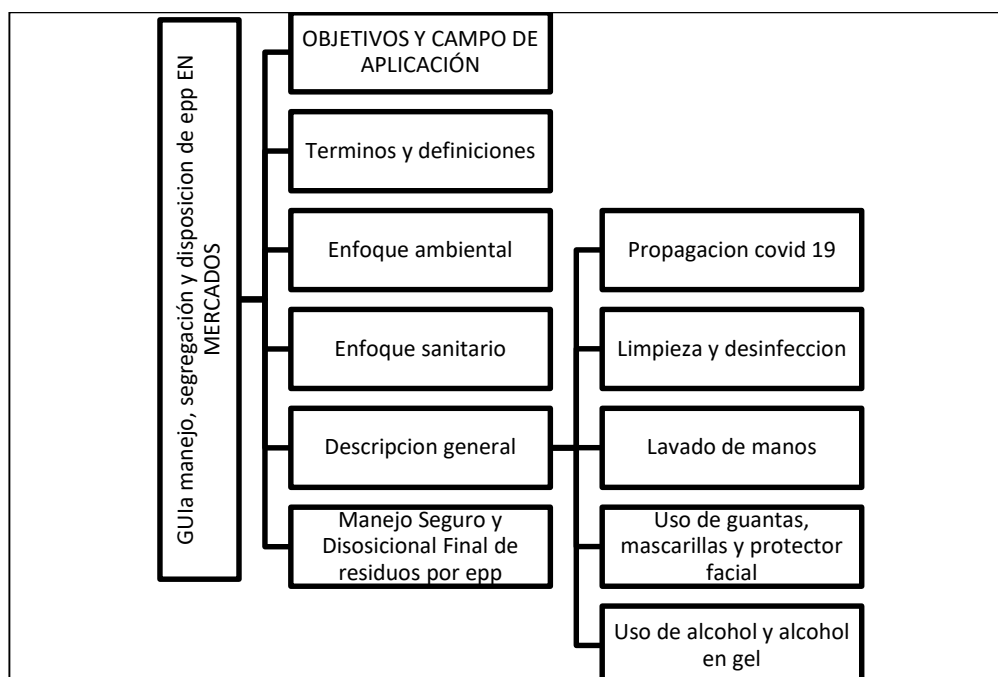 GUIa manejo, segregación y disposicion de epp EN
MERCADOS
OBJETIVOS Y CAMPO DE
APLICACIÓN
Terminos y definiciones
Enfoque ambiental
Enfoque sanitario
Descripcion general
Manejo Seguro y
Disosicional Final de
residuos por epp
Propagacion covid 19
Limpieza y desinfeccion
Lavado de manos
Uso de guantas,
mascarillas y protector
facial
Uso de alcohol y alcohol
en gel